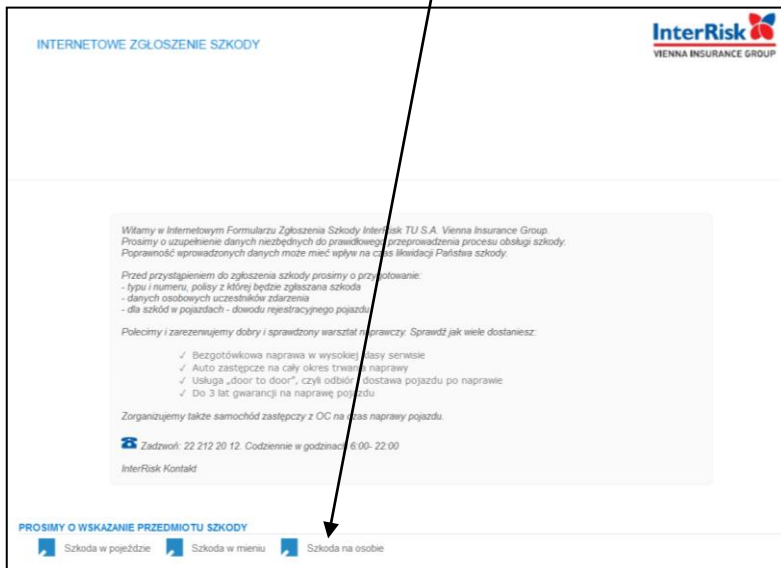 INTERNETOWE ZGŁOSZENIE SZKODY
InterRisk
VIENNA INSURANCE GROUP
Witamy w Internetowym Formularzu Zgłoszenia Szkody InterRisk TU S.A. Vienna Insurance Group.
Prosimy o uzupełnienie danych niezbędnych do prawidłowego przeprowadzenia procesu obsługi szkody.
Poprawność wprowadzonych danych może mieć wpływ na czas likwidacji Państwa szkody.
Przed przystąpieniem do zgłoszenia szkody prosimy o przygotowanie:
- typu i numeru, polisy z której będzie zgłaszana szkoda
- danych osobowych uczestników zdarzenia
- dla szkód w pojazdach - dowodu rejestracyjnego pojazdu
Polecimy i zarezerwujemy dobry i sprawdzony warsztat naprawczy. Sprawdź jak wiele dostaniesz:
✓ Bezgotówkowa naprawa w wysokiej klasy serwisie
✓ Auto zastępcze na cały okres trwania naprawy
✓ Usługa „door to door”, czyli odbiór i dostawa pojazdu po naprawie
✓ Do 3 lat gwarancji na naprawę pojazdu
Zorganizujemy także samochód zastępczy z OC na czas naprawy pojazdu.
Zadzwoń: 22 212 20 12. Codziennie w godzinach 6:00- 22:00
InterRisk Kontakt
PROSIMY O WSKAZANIE PRZEDMIOTU SZKODY
Szkoda w pojeździe Szkoda w mieniu Szkoda na osobie